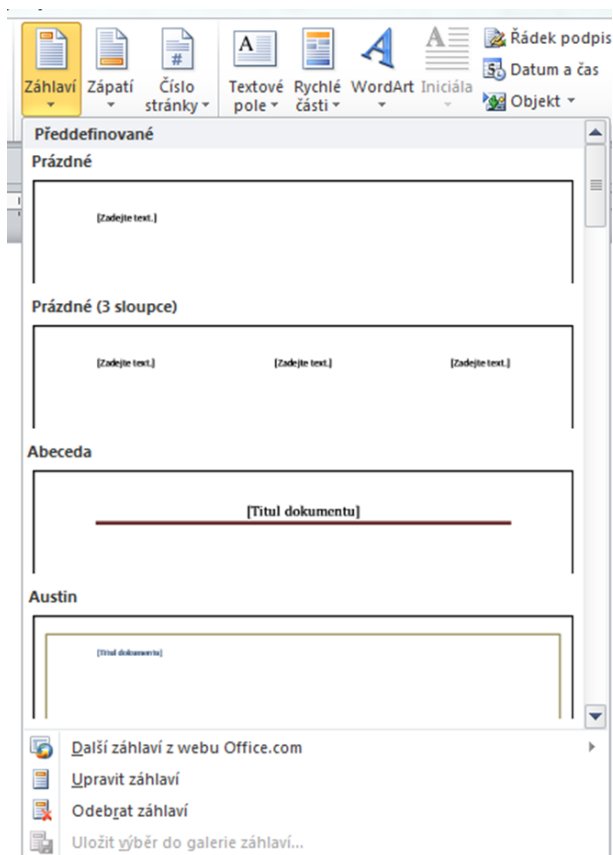 A
#
A
A
Řádek podpis
Záhlaví
Zápatí
Číslo stránky
Textové pole
Rychlé části
WordArt
Iniciála
Datum a čas
Objekt
Předdefinované
Prázdné
[Zadejte text.]
Prázdné (3 sloupce)
[Zadejte text.] [Zadejte text.] [Zadejte text.]
Abeceda
[Titul dokumentu]
Austin
[Titul dokumentu]
Další záhlaví z webu Office.com
Upravit záhlaví
Odebrat záhlaví
Uložit výběr do galerie záhlaví...